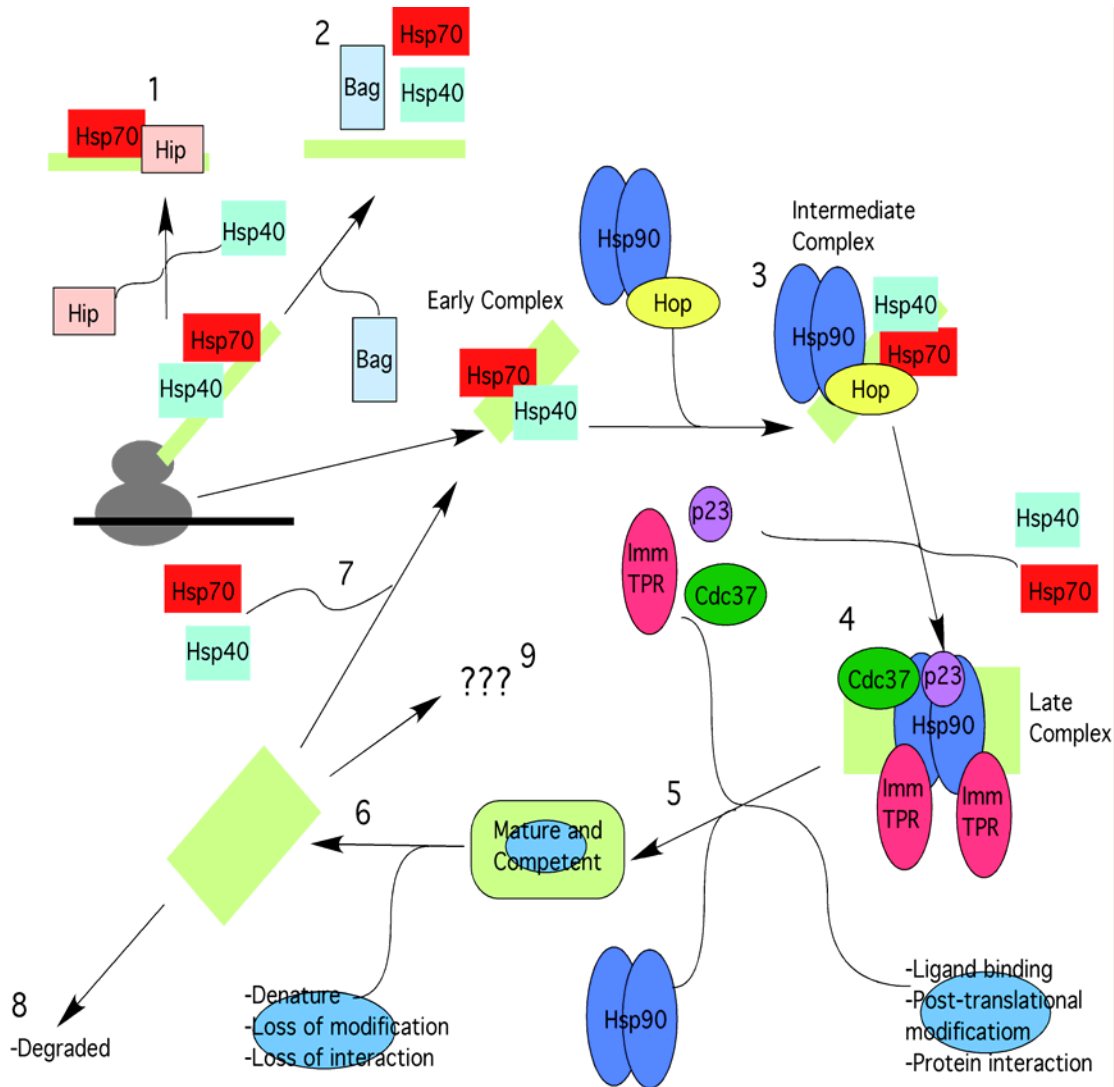 2
Hsp70
Bag
Hsp40
1
Hsp70
Hip
Hsp40
Hip
Hsp70
Hsp40
Bag
Early Complex
Hsp70
Hsp40
Hsp90
Hop
Intermediate
Complex
3
Hsp40
Hsp90
Hsp70
Hop
p23
Imm
TPR
Cdc37
Hsp40
Hsp70
7
Hsp70
Hsp40
4
Cdc37
p23
Hsp90
Imm
TPR
Imm
TPR
Late
Complex
???
9
5
6
Mature and
Competent
8
-Degraded
-Denature
-Loss of modification
-Loss of interaction
Hsp90
-Ligand binding
-Post-translational
modificatiom
-Protein interaction